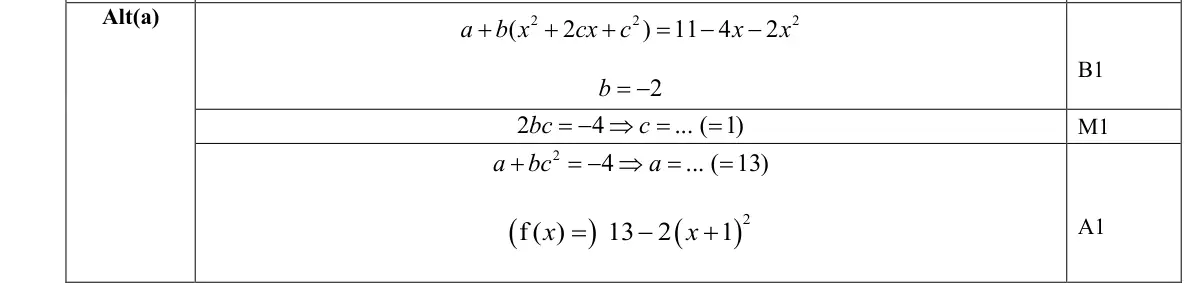 Alt(a)
a + b(x² + 2cx + c²) = 11 − 4x − 2x²
b = −2
B1
2bc = −4 ⇒ c = ... (= 1)
M1
a + bc² = −4 ⇒ a = ... (= 13)
(f(x) =) 13 − 2(x + 1)²
A1